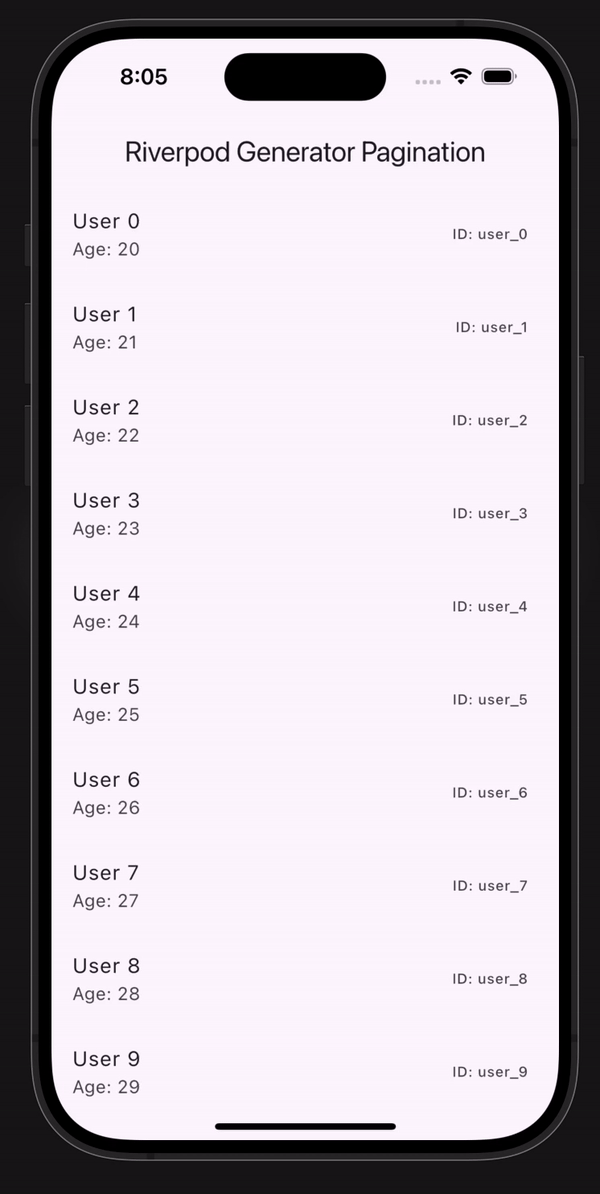 8:05
Riverpod Generator Pagination
User 0
Age: 20
ID: user_0
User 1
Age: 21
ID: user_1
User 2
Age: 22
ID: user_2
User 3
Age: 23
ID: user_3
User 4
Age: 24
ID: user_4
User 5
Age: 25
ID: user_5
User 6
Age: 26
ID: user_6
User 7
Age: 27
ID: user_7
User 8
Age: 28
ID: user_8
User 9
Age: 29
ID: user_9